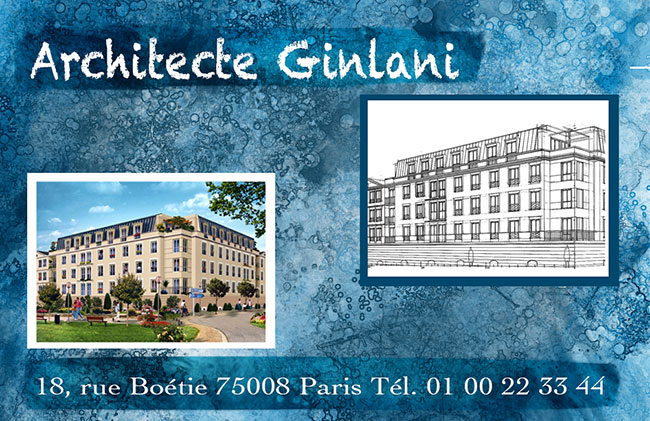 Architecte Ginlani
18, rue Boétie 75008 Paris Tél. 01 00 22 33 44